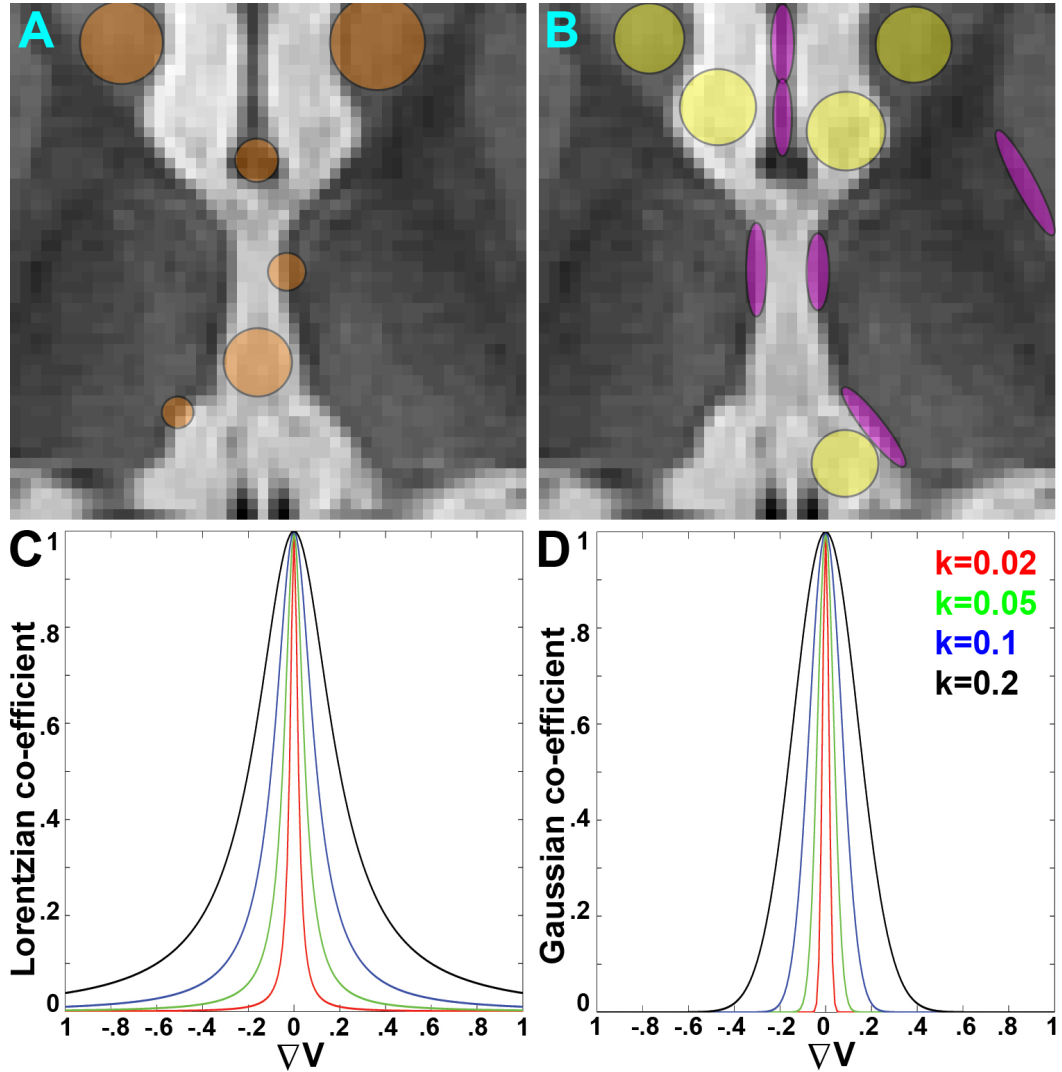 A
B
C
D
1
.8
.6
.4
.2
0
Lorentzian co-efficient
1 -.8 -.6 -.4 -.2 0 .2 .4 .6 .8 1
∇V
1
.8
.6
.4
.2
0
Gaussian co-efficient
k=0.02
k=0.05
k=0.1
k=0.2
1 -.8 -.6 -.4 -.2 0 .2 .4 .6 .8 1
∇V